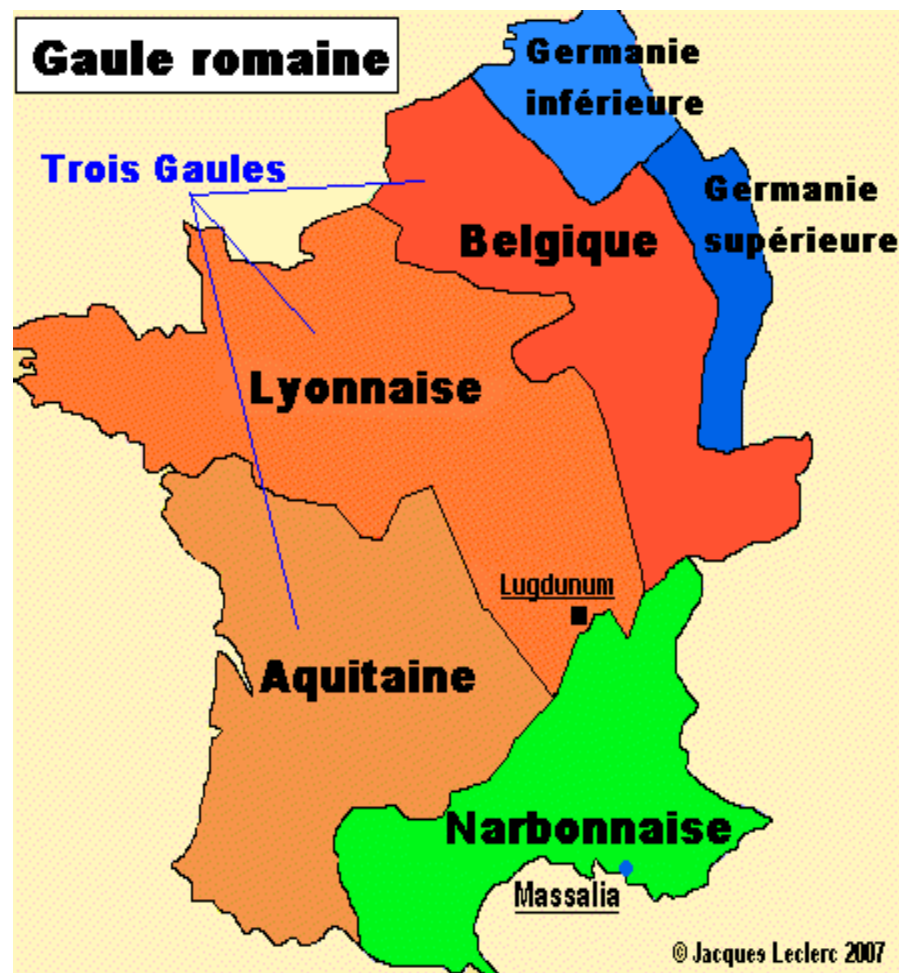 Gaule romaine
Germanie
inférieure
Trois Gaules
Germanie
supérieure
Belgique
Lyonnaise
Lugdunum
Aquitaine
Narbonnaise
Massalia
© Jacques Leclerc 2007